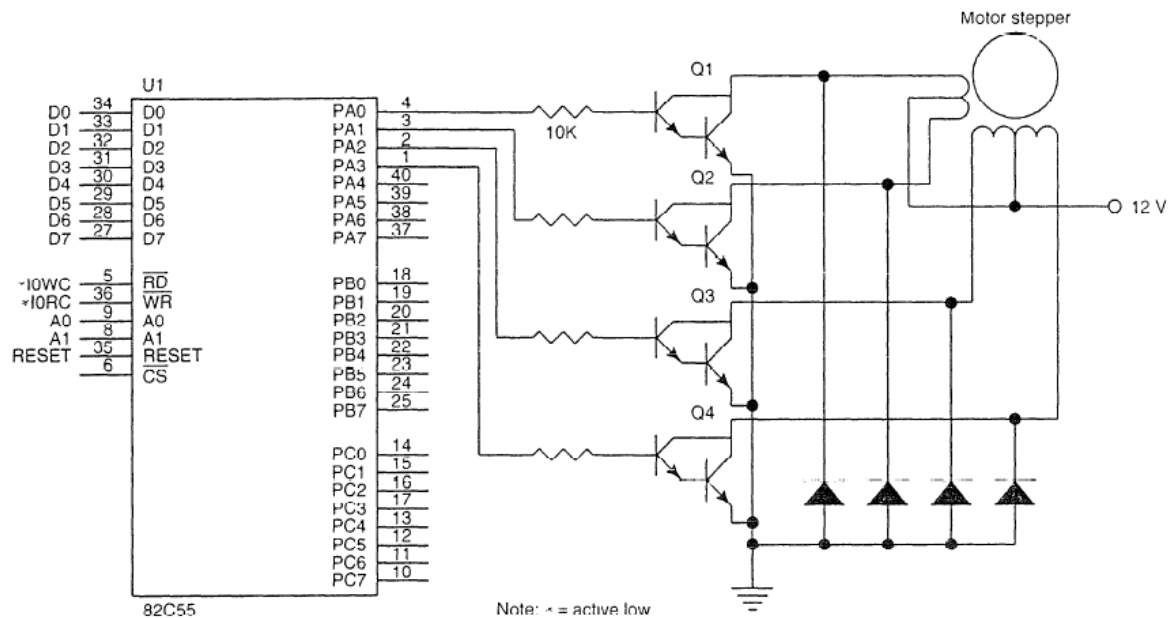 Motor stepper
U1
Q1
D0 34 D0 PA0 4
D1 33 D1 PA1 3
D2 32 D2 PA2 2
D3 31 D3 PA3 1
D4 30 D4 PA4 40
D5 29 D5 PA5 39
D6 28 D6 PA6 38
D7 27 D7 PA7 37
10K
Q2
12 V
*IOWC 5 RD PB0 18
*IORC 36 WR PB1 19
A0 9 A0 PB2 20
A1 8 A1 PB3 21
RESET 35 RESET PB4 22
6 CS PB5 23
PB6 24
PB7 25
Q3
Q4
PC0 14
PC1 15
PC2 16
PC3 17
PC4 13
PC5 12
PC6 11
PC7 10
82C55
Note: * = active low